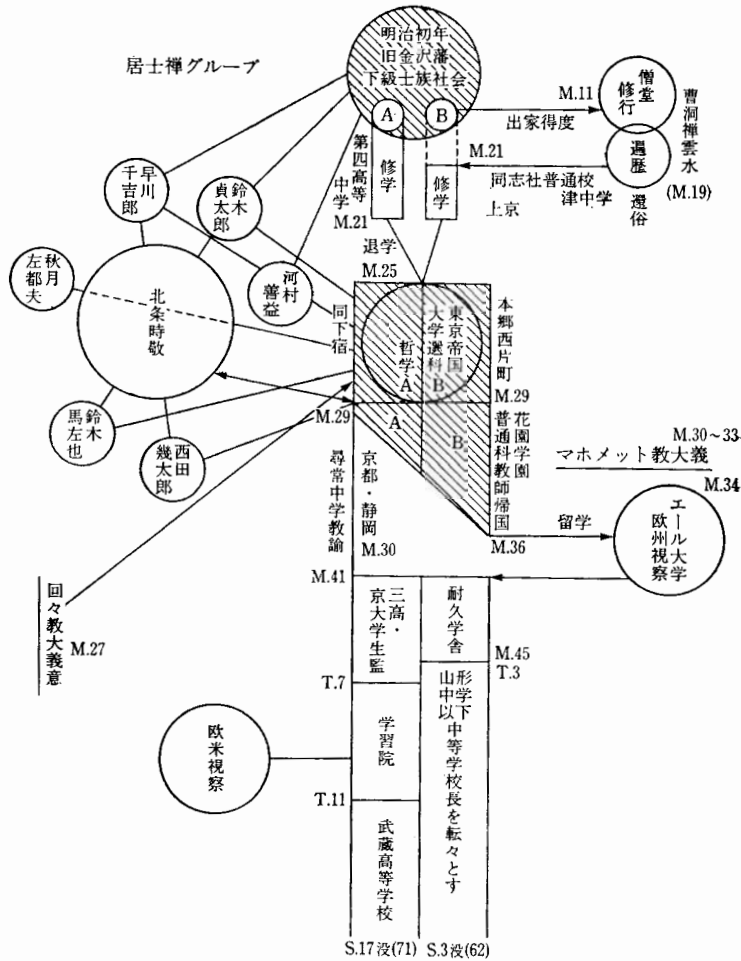 明治初年
旧金沢藩
下級士族社会
居士禅グループ
A
B
M.11
僧堂
修行
曹洞禅雲水
出家得度
遍歴
(M.19)
還俗
M.21
同志社普通校
津中学
上京
第四高等
中学
M.21
修学
修学
早川
千吉郎
鈴木
貞太郎
秋月
左都夫
北条時敬
河村
善益
鈴木
馬左也
西田
幾太郎
退学
M.25
同下宿
東京帝国
大学選科
哲学
A
B
本郷西片町
M.29
M.29
A
B
花園学園
普通科教師帰国
M.30~33
マホメット教大義
M.34
エール大学
欧州視察
留学
M.36
尋常中学教諭
京都・静岡
M.30
回々教大義意
M.27
M.41
三高・
京大学生監
耐久学舎
M.45
T.3
T.7
山形
中学
以下
中等学校長を転々とす
学習院
欧米視察
T.11
武蔵高等学校
S.17没(71)
S.3没(62)